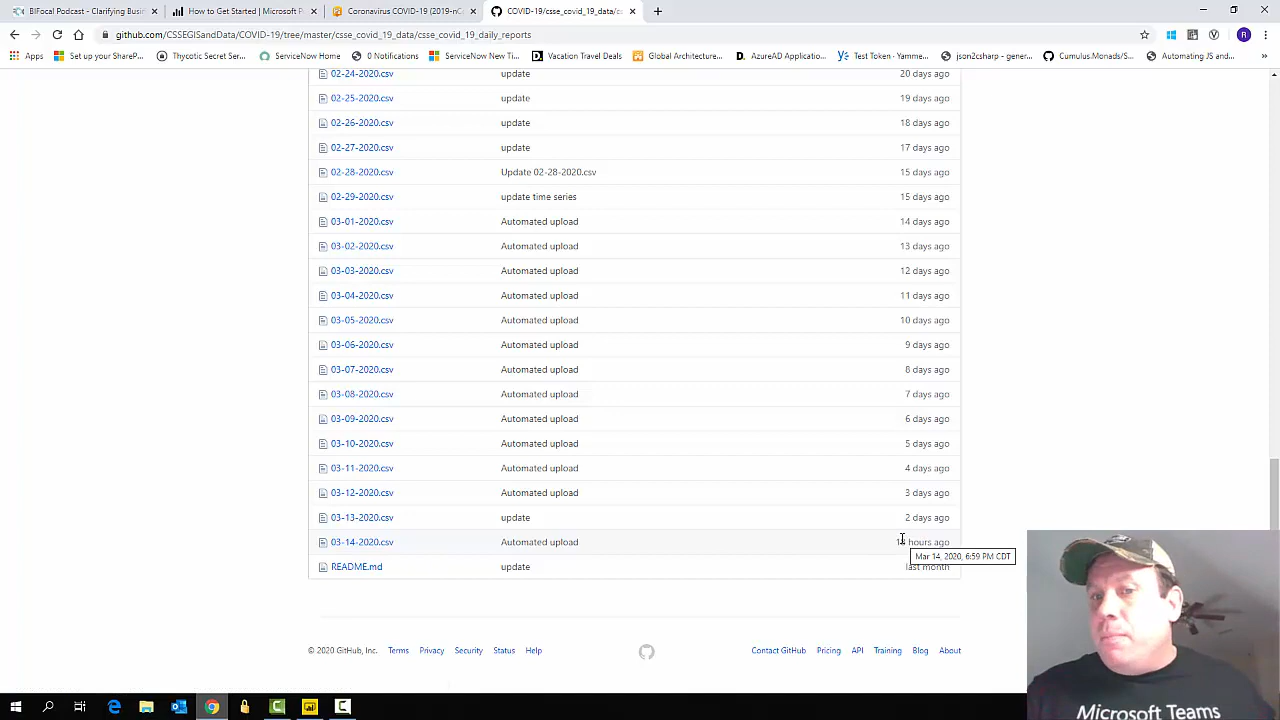 BIFocal Podcast - Clarifying Busi
How to Get Started | Microsoft P
Coronavirus COVID-19 (2019-nC
COVID-19/csse_covid_19_data/c
github.com/CSSEGISandData/COVID-19/tree/master/csse_covid_19_data/csse_covid_19_daily_reports
Apps
Set up your ShareP...
Thycotic Secret Ser...
ServiceNow Home
0 Notifications
ServiceNow New Ti...
Vacation Travel Deals
Global Architecture...
AzureAD Applicatio...
Test Token - Yamme...
json2csharp - gener...
Cumulus.Monads/S...
Automating JS and...
02-24-2020.csv update 20 days ago
02-25-2020.csv update 19 days ago
02-26-2020.csv update 18 days ago
02-27-2020.csv update 17 days ago
02-28-2020.csv Update 02-28-2020.csv 15 days ago
02-29-2020.csv update time series 15 days ago
03-01-2020.csv Automated upload 14 days ago
03-02-2020.csv Automated upload 13 days ago
03-03-2020.csv Automated upload 12 days ago
03-04-2020.csv Automated upload 11 days ago
03-05-2020.csv Automated upload 10 days ago
03-06-2020.csv Automated upload 9 days ago
03-07-2020.csv Automated upload 8 days ago
03-08-2020.csv Automated upload 7 days ago
03-09-2020.csv Automated upload 6 days ago
03-10-2020.csv Automated upload 5 days ago
03-11-2020.csv Automated upload 4 days ago
03-12-2020.csv Automated upload 3 days ago
03-13-2020.csv update 2 days ago
03-14-2020.csv Automated upload hours ago
Mar 14, 2020, 6:59 PM CDT
README.md update last month
© 2020 GitHub, Inc. Terms Privacy Security Status Help Contact GitHub Pricing API Training Blog About
Microsoft Teams